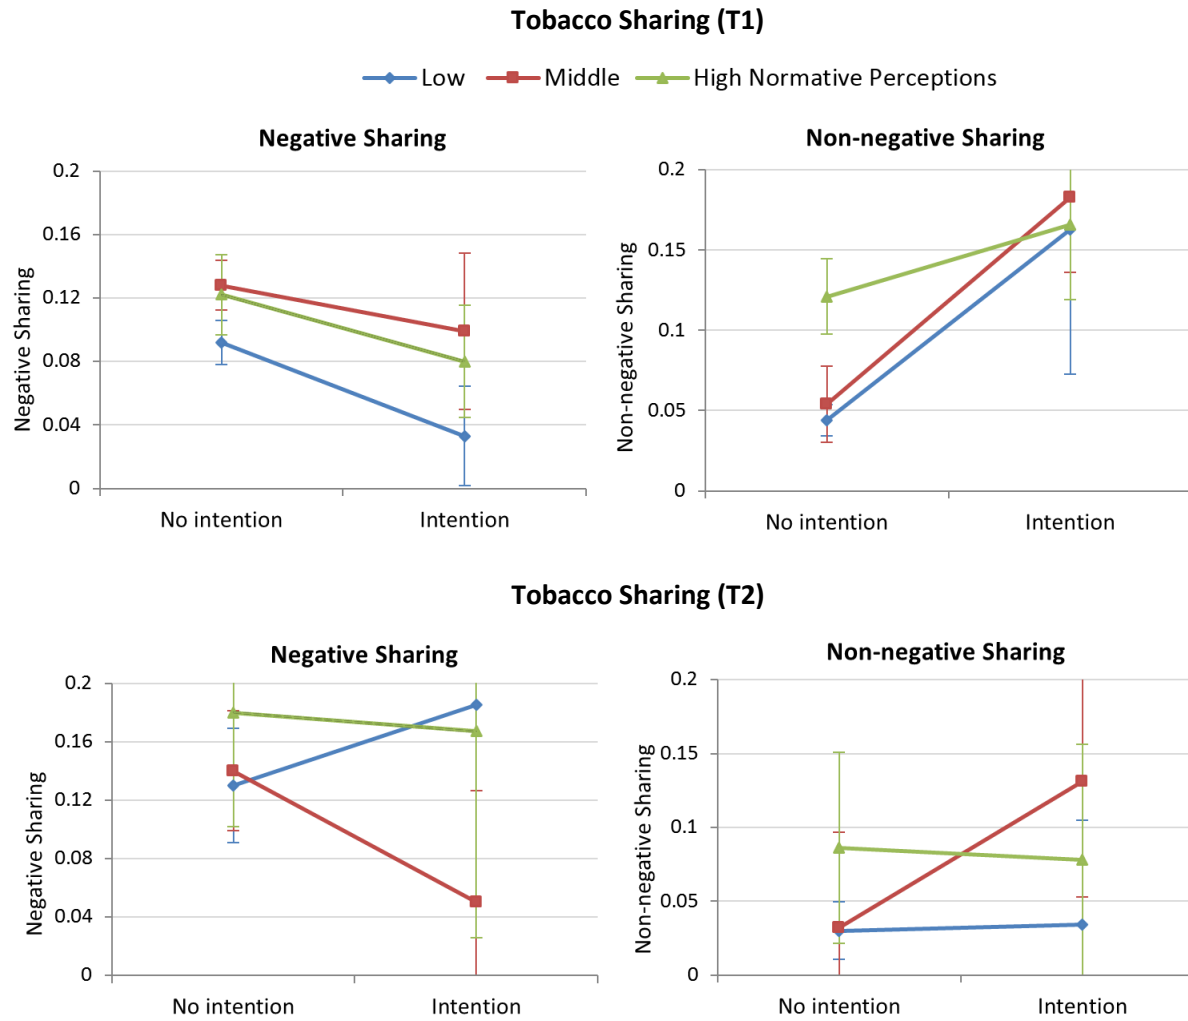 Tobacco Sharing (T1)
Low Middle High Normative Perceptions
Negative Sharing
0.2
0.16
0.12
0.08
0.04
0
Negative Sharing
No intention Intention
Non-negative Sharing
0.2
0.15
0.1
0.05
0
Non-negative Sharing
No intention Intention
Tobacco Sharing (T2)
Negative Sharing
0.2
0.16
0.12
0.08
0.04
0
Negative Sharing
No intention Intention
Non-negative Sharing
0.2
0.15
0.1
0.05
0
Non-negative Sharing
No intention Intention